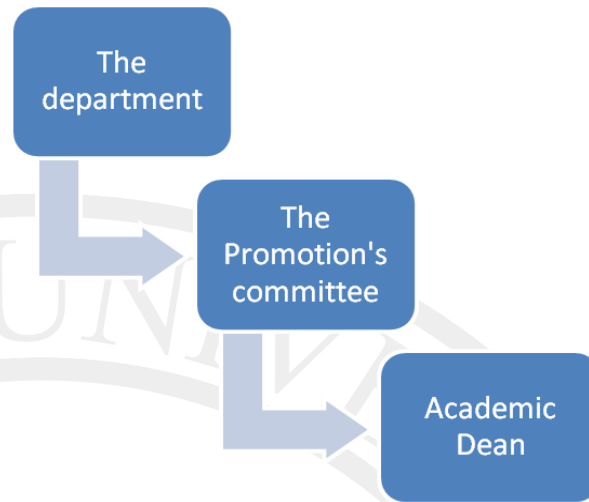 The
department
The
Promotion's
committee
Academic
Dean